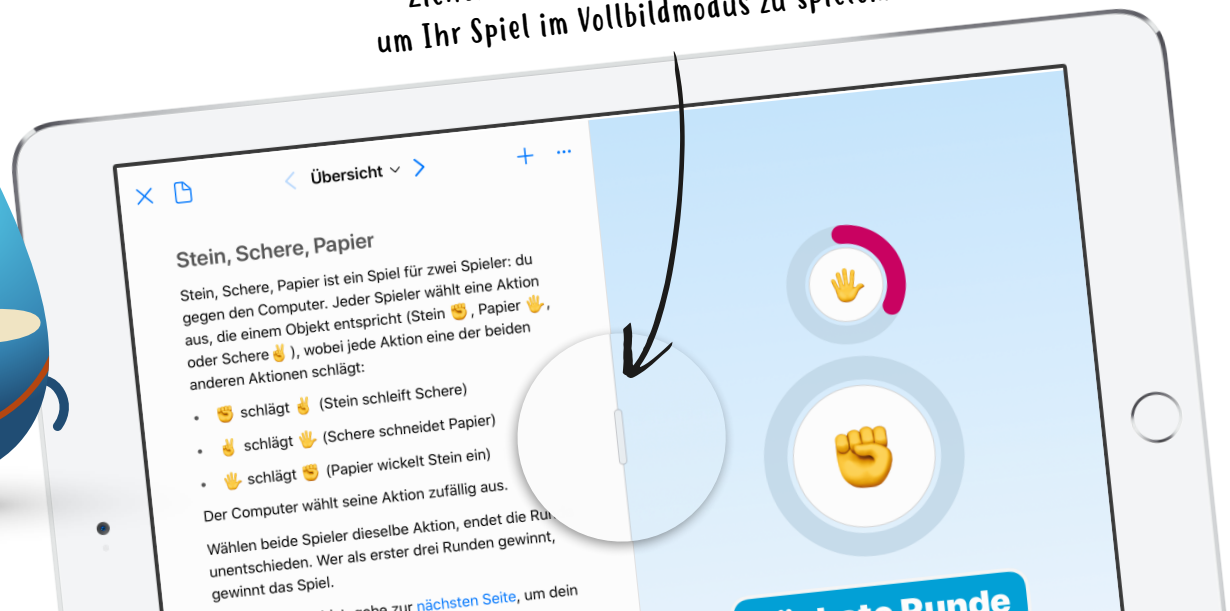 um Ihr Spiel im Vollbildmodus zu spielen.
Übersicht
Stein, Schere, Papier
Stein, Schere, Papier ist ein Spiel für zwei Spieler: du
gegen den Computer. Jeder Spieler wählt eine Aktion
aus, die einem Objekt entspricht (Stein ✊, Papier 🖐,
oder Schere✌️), wobei jede Aktion eine der beiden
anderen Aktionen schlägt:
• ✊ schlägt ✌️ (Stein schleift Schere)
• ✌️ schlägt 🖐 (Schere schneidet Papier)
• 🖐 schlägt ✊ (Papier wickelt Stein ein)
Der Computer wählt seine Aktion zufällig aus.
Wählen beide Spieler dieselbe Aktion, endet die
unentschieden. Wer als erster drei Runden gewinnt,
gewinnt das Spiel.
zur nächsten Seite, um dein
Runde